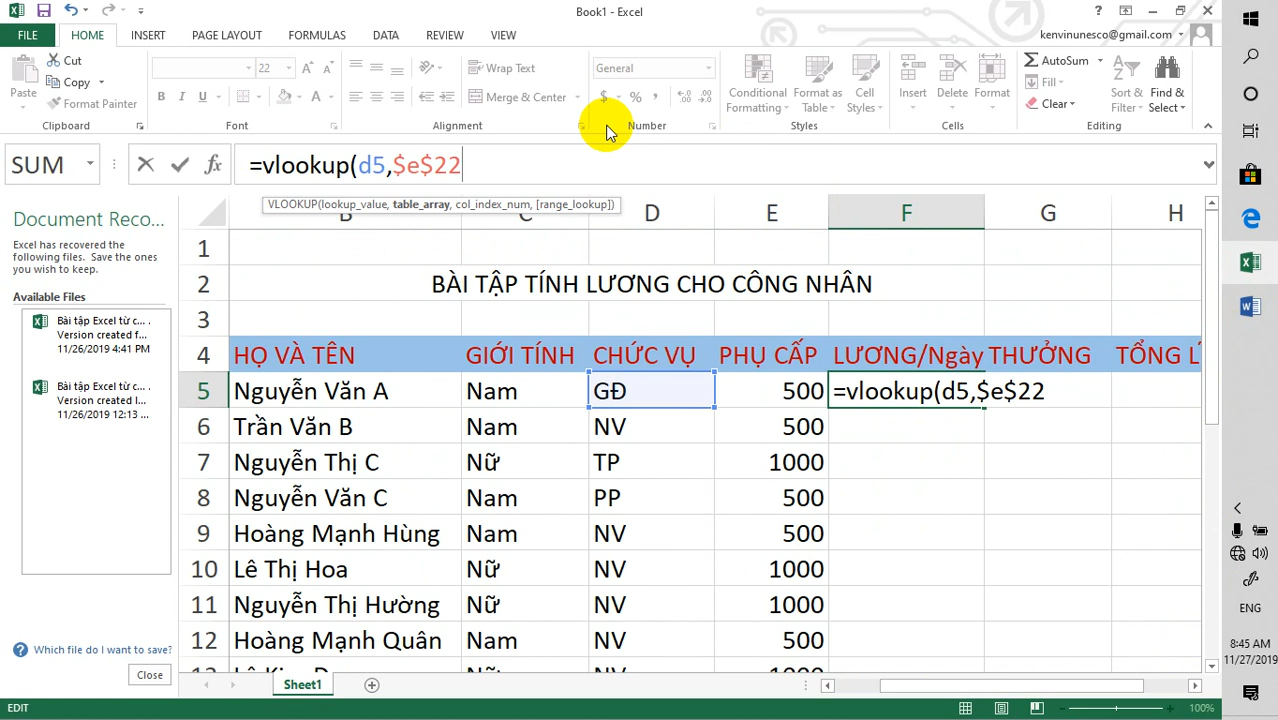 Book1 - Excel
FILE HOME INSERT PAGE LAYOUT FORMULAS DATA REVIEW VIEW
kenvinunesco@gmail.com
Paste
Cut
Copy
Format Painter
22
Wrap Text
Merge & Center
General
Conditional Formatting
Format as Table
Cell Styles
Insert
Delete
Format
AutoSum
Fill
Clear
Sort & Filter
Find & Select
Clipboard Font Alignment Number Styles Cells Editing
SUM
=vlookup(d5,$e$22
VLOOKUP(lookup_value, table_array, col_index_num, [range_lookup])
Document Reco...
Excel has recovered the
following files. Save the ones
you wish to keep.
Available Files
Bài tập Excel từ c...
Version created f...
11/26/2019 4:41 PM
Bài tập Excel từ c...
Version created l...
11/26/2019 12:13 ...
Which file do I want to save?
Close
B C D E F G H
1
2 BÀI TẬP TÍNH LƯƠNG CHO CÔNG NHÂN
3
4 HỌ VÀ TÊN GIỚI TÍNH CHỨC VỤ PHỤ CẤP LƯƠNG/Ngày THƯỞNG TỔNG
5 Nguyễn Văn A Nam GĐ 500 =vlookup(d5,$e$22
6 Trần Văn B Nam NV 500
7 Nguyễn Thị C Nữ TP 1000
8 Nguyễn Văn C Nam PP 500
9 Hoàng Mạnh Hùng Nam NV 500
10 Lê Thị Hoa Nữ NV 1000
11 Nguyễn Thị Hường Nữ NV 1000
12 Hoàng Mạnh Quân Nam NV 500
Sheet1
EDIT
100%
ENG
8:45 AM
11/27/2019